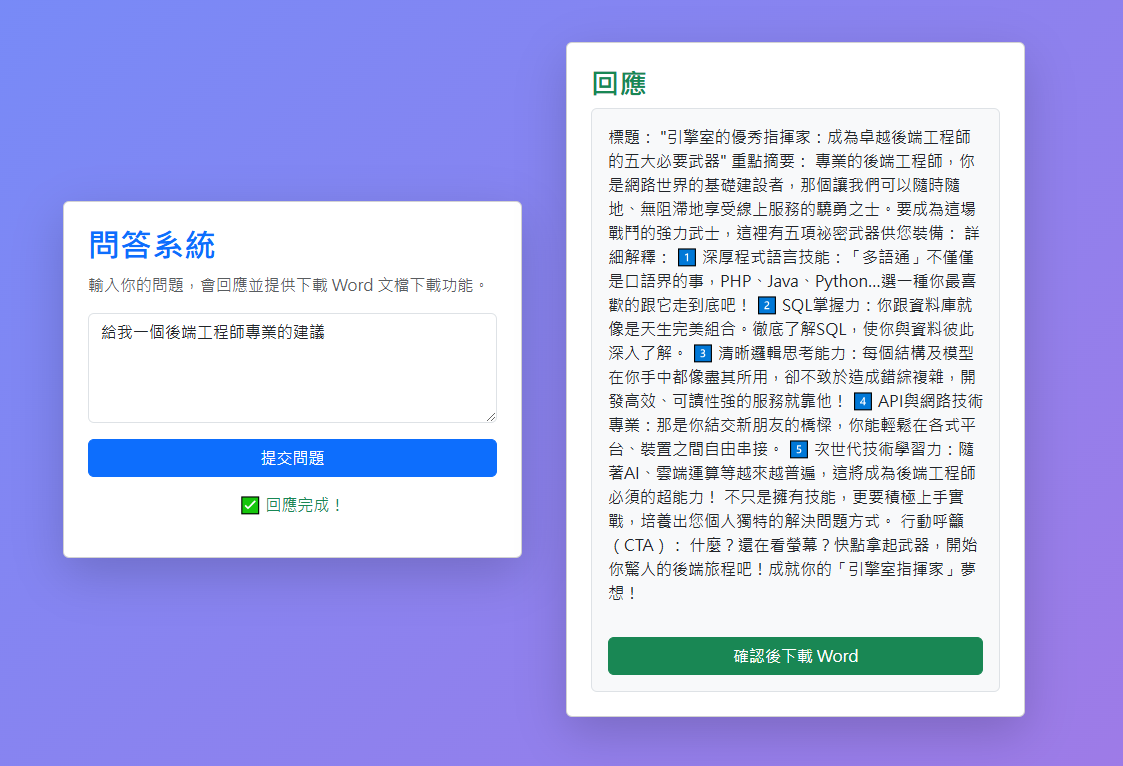 問答系統
輸入你的問題，會回應並提供下載 Word 文檔下載功能。
給我一個後端工程師專業的建議
提交問題
✅ 回應完成！
回應
標題： "引擎室的優秀指揮家：成為卓越後端工程師
的五大必要武器" 重點摘要： 專業的後端工程師，你
是網路世界的基礎建設者，那個讓我們可以隨時隨
地、無阻滯地享受線上服務的驍勇之士。要成為這場
戰鬥的強力武士，這裡有五項祕密武器供您裝備： 詳
細解釋： 1️⃣ 深厚程式語言技能：「多語通」不僅僅
是口語界的事，PHP、Java、Python...選一種你最喜
歡的跟它走到底吧！ 2️⃣ SQL掌握力：你跟資料庫就
像是天生完美組合。徹底了解SQL，使你與資料彼此
深入了解。 3️⃣ 清晰邏輯思考能力：每個結構及模型
在你手中都像盡其所用，卻不致於造成錯綜複雜，開
發高效、可讀性強的服務就靠他！ 4️⃣ API與網路技術
專業：那是你結交新朋友的橋樑，你能輕鬆在各式平
台、裝置之間自由串接。 5️⃣ 次世代技術學習力：隨
著AI、雲端運算等越來越普遍，這將成為後端工程師
必須的超能力！ 不只是擁有技能，更要積極上手實
戰，培養出您個人獨特的解決問題方式。 行動呼籲
（CTA）： 什麼？還在看螢幕？快點拿起武器，開始
你驚人的後端旅程吧！成就你的「引擎室指揮家」夢
想！
確認後下載 Word